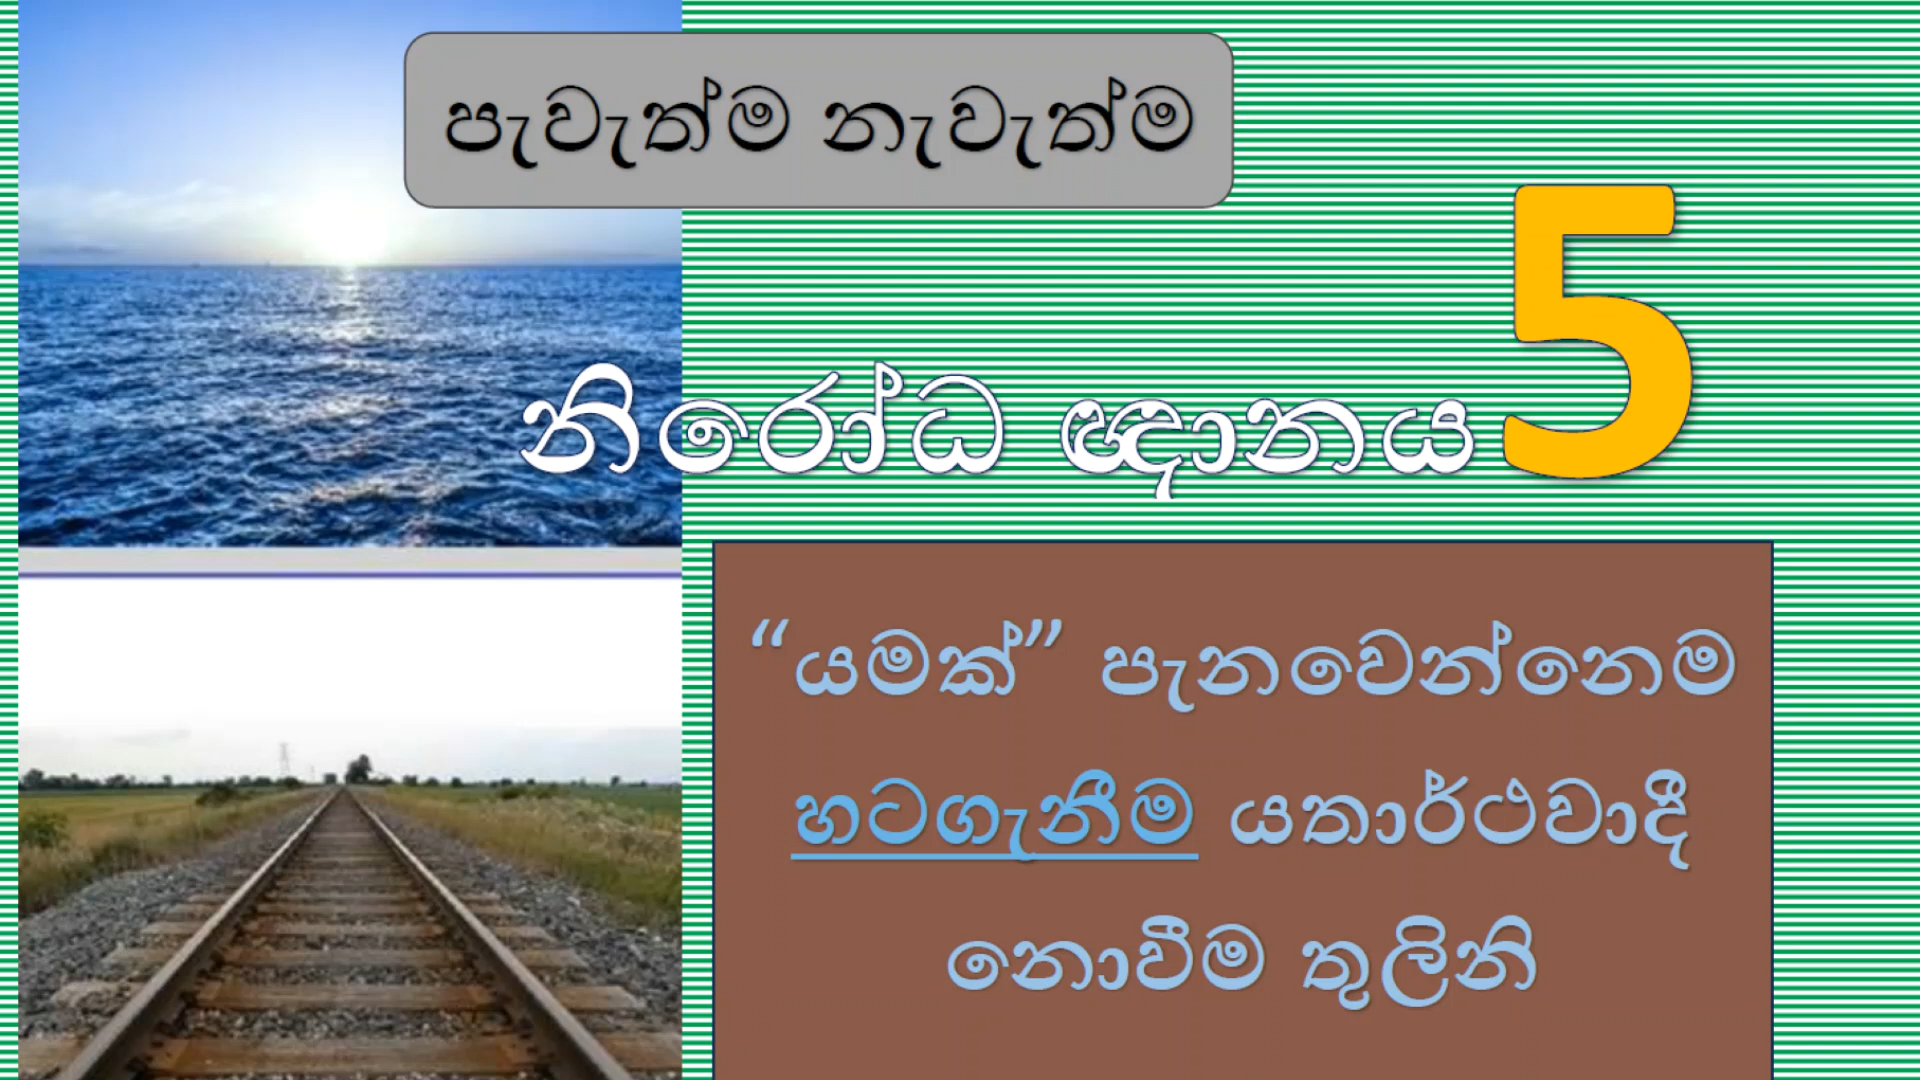 පැවැත්ම නැවැත්ම
නිරෝධ ඥානය 5
“යමක්” පැනවෙන්නෙම
හටගැනීම යතාර්ථවාදී
නොවීම තුලිනි